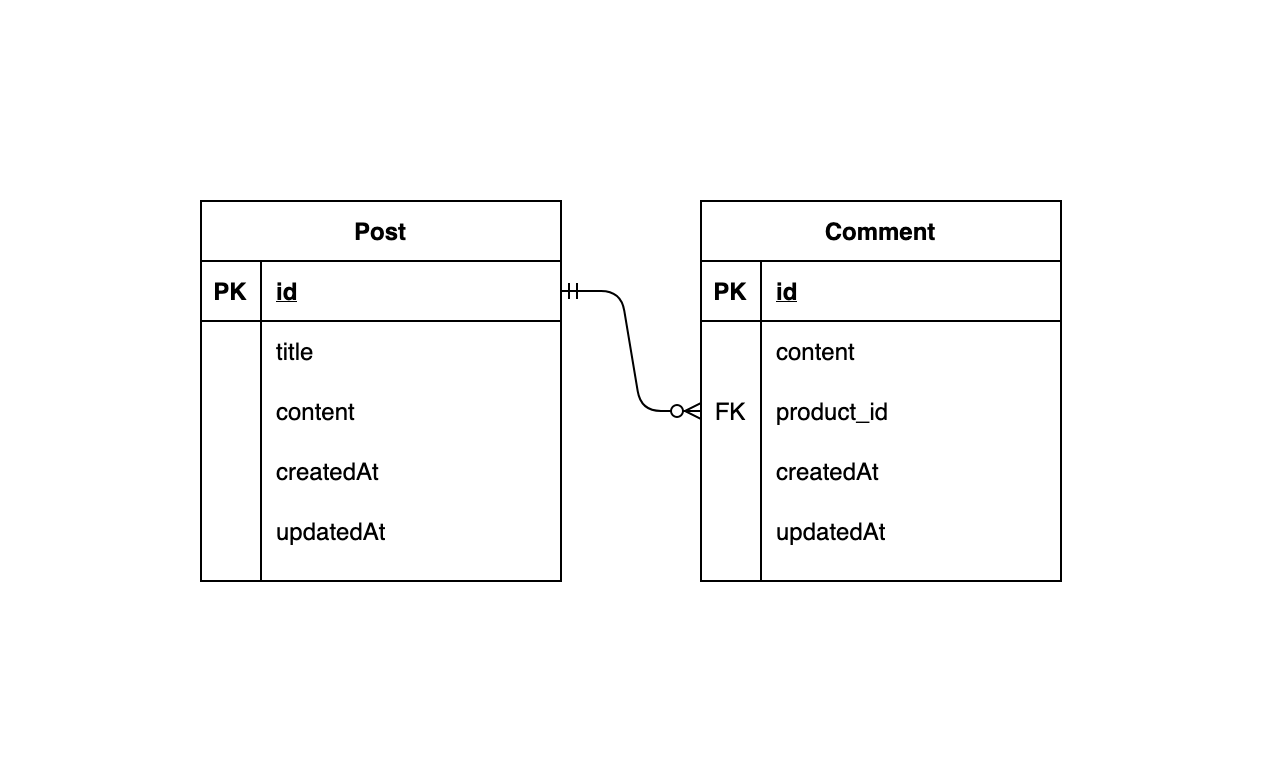 Post
PK id
title
content
createdAt
updatedAt
Comment
PK id
content
FK product_id
createdAt
updatedAt